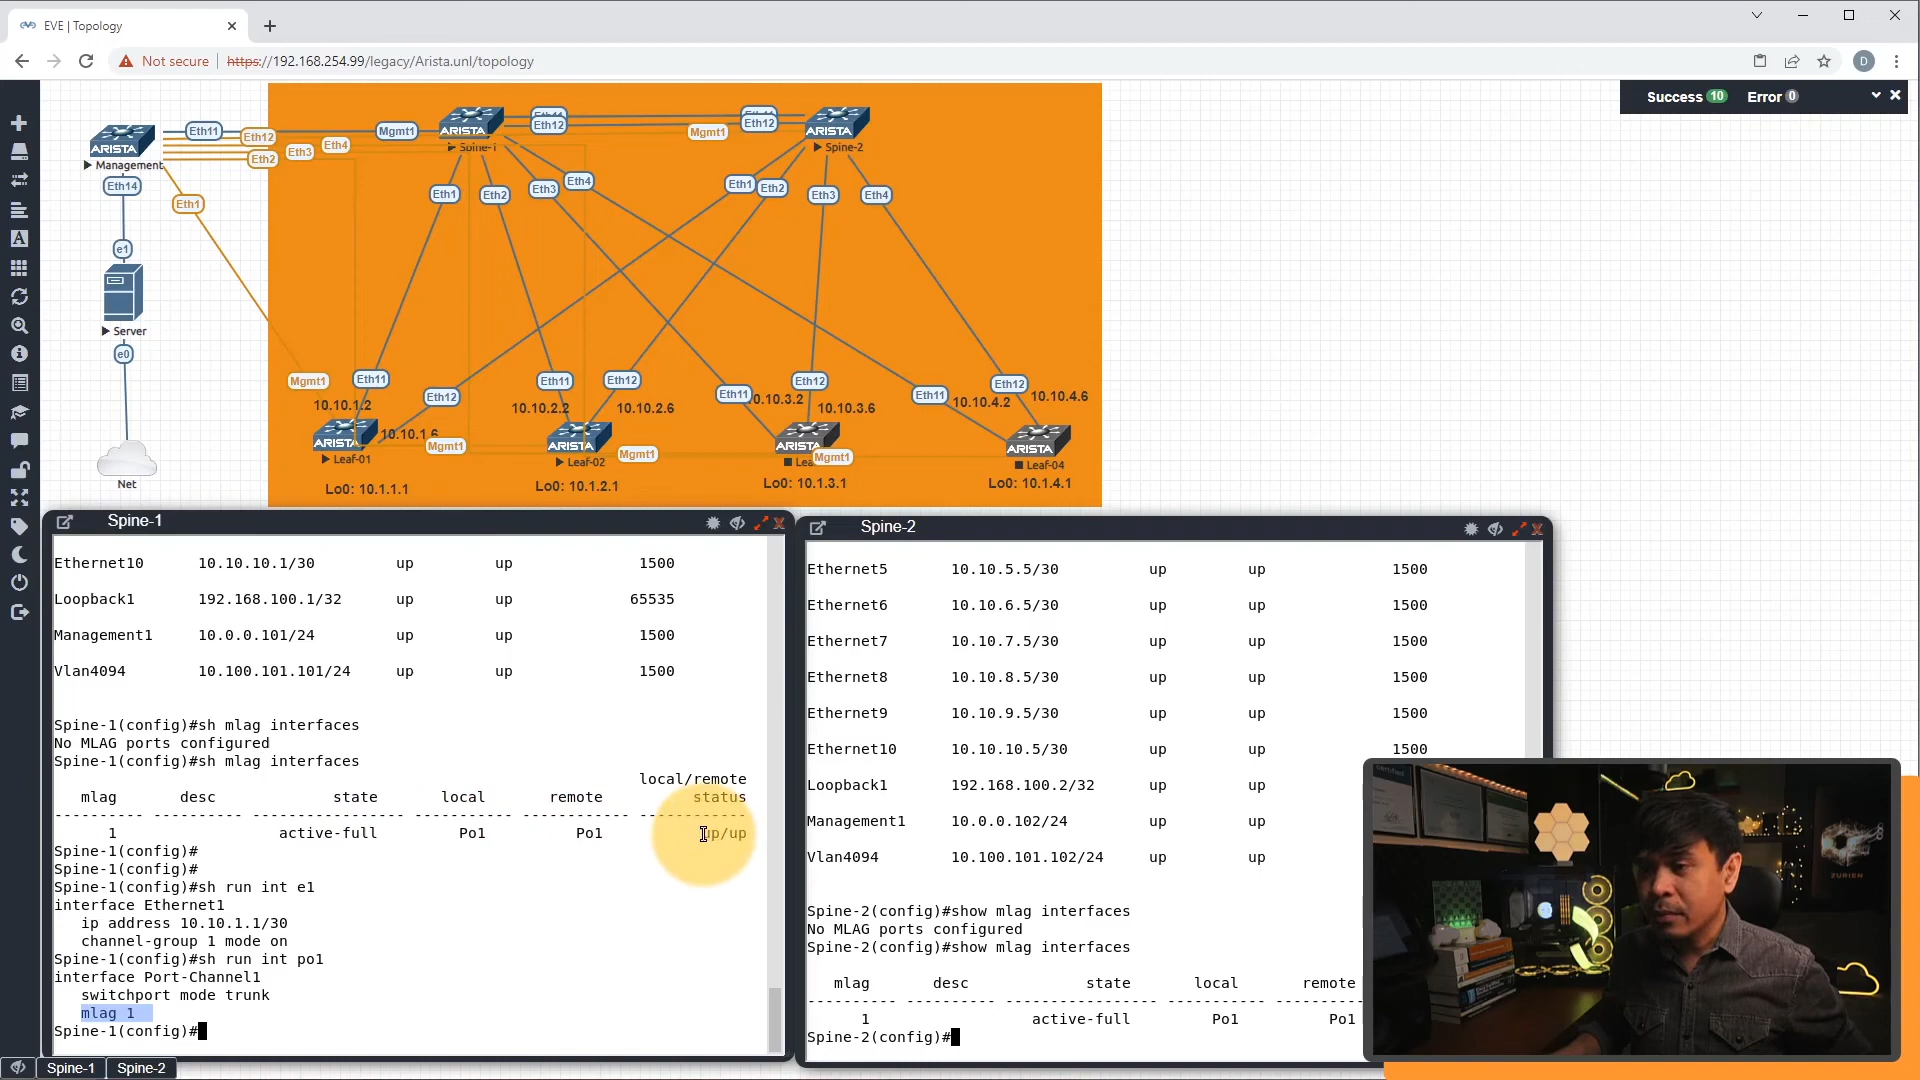 EVE | Topology
Not secure
https://192.168.254.99/legacy/Arista.unl/topology
D
Success 10 Error 0
ARISTA
Management
Eth11
Eth12
Eth2
Eth3
Eth4
Mgmt1
ARISTA
Spine-1
Eth12
Eth12
Mgmt1
ARISTA
Spine-2
Eth14
Eth1
Eth1
Eth2
Eth3
Eth4
Eth1
Eth2
Eth3
Eth4
e1
Server
e0
Net
Mgmt1
Eth11
Eth12
Eth11
Eth12
Eth11
Eth12
Eth11
Eth12
10.10.1.2
10.10.2.2
10.10.2.6
10.10.3.6
10.10.4.2
10.10.4.6
10.10.1.6
ARISTA
Leaf-01
Mgmt1
ARISTA
Leaf-02
Mgmt1
ARISTA
Mgmt1
ARISTA
Leaf-04
Lo0: 10.1.1.1
Lo0: 10.1.2.1
Lo0: 10.1.3.1
Lo0: 10.1.4.1
Spine-1
Ethernet10 10.10.10.1/30 up up 1500
Loopback1 192.168.100.1/32 up up 65535
Management1 10.0.0.101/24 up up 1500
Vlan4094 10.100.101.101/24 up up 1500
Spine-1(config)#sh mlag interfaces
No MLAG ports configured
Spine-1(config)#sh mlag interfaces
local/remote
mlag desc state local remote status
---------- ---------- ----------------- ----------- ------------ ------------
1 active-full Po1 Po1 up/up
Spine-1(config)#
Spine-1(config)#
Spine-1(config)#sh run int e1
interface Ethernet1
ip address 10.10.1.1/30
channel-group 1 mode on
Spine-1(config)#sh run int po1
interface Port-Channel1
switchport mode trunk
mlag 1
Spine-1(config)#
Spine-2
Ethernet5 10.10.5.5/30 up up 1500
Ethernet6 10.10.6.5/30 up up 1500
Ethernet7 10.10.7.5/30 up up 1500
Ethernet8 10.10.8.5/30 up up 1500
Ethernet9 10.10.9.5/30 up up 1500
Ethernet10 10.10.10.5/30 up up 1500
Loopback1 192.168.100.2/32 up up
Management1 10.0.0.102/24 up up
Vlan4094 10.100.101.102/24 up up
Spine-2(config)#show mlag interfaces
No MLAG ports configured
Spine-2(config)#show mlag interfaces
mlag desc state local remote
---------- ---------- ----------------- ----------- -------
1 active-full Po1 Po1
Spine-2(config)#
Spine-1 Spine-2